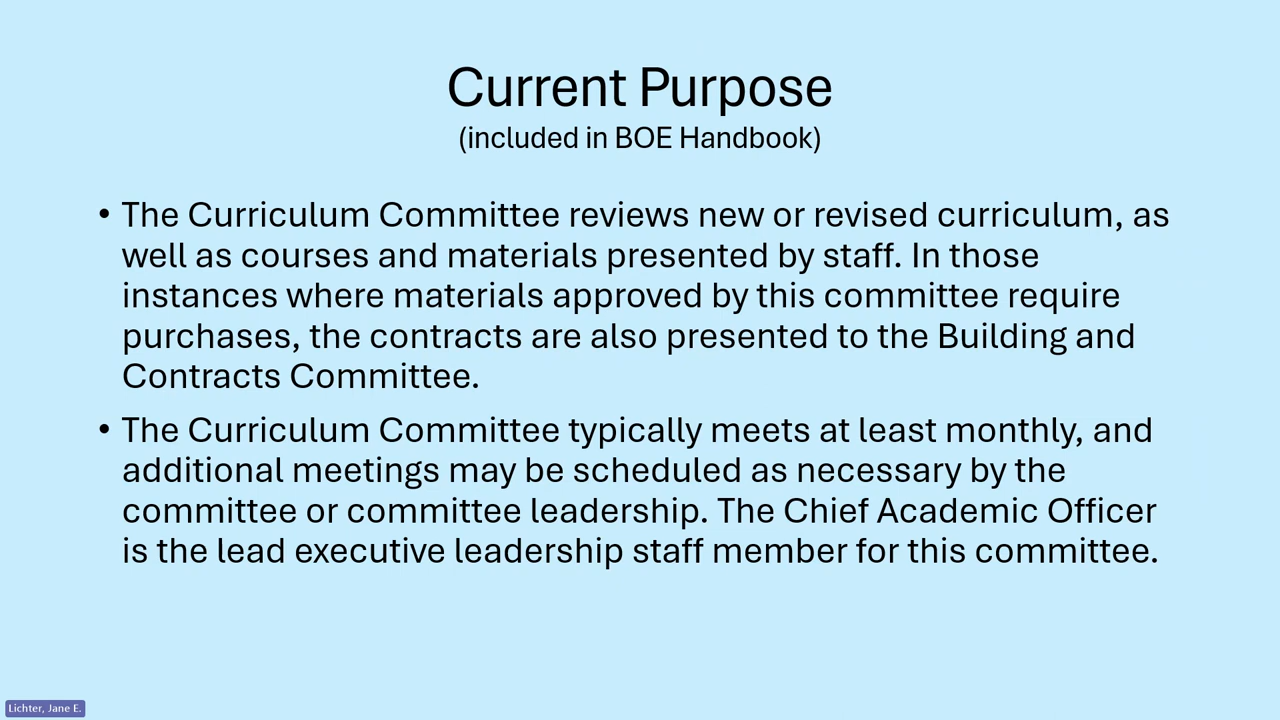 Current Purpose
(included in BOE Handbook)
• The Curriculum Committee reviews new or revised curriculum, as
well as courses and materials presented by staff. In those
instances where materials approved by this committee require
purchases, the contracts are also presented to the Building and
Contracts Committee.
• The Curriculum Committee typically meets at least monthly, and
additional meetings may be scheduled as necessary by the
committee or committee leadership. The Chief Academic Officer
is the lead executive leadership staff member for this committee.
Lichter, Jane E.